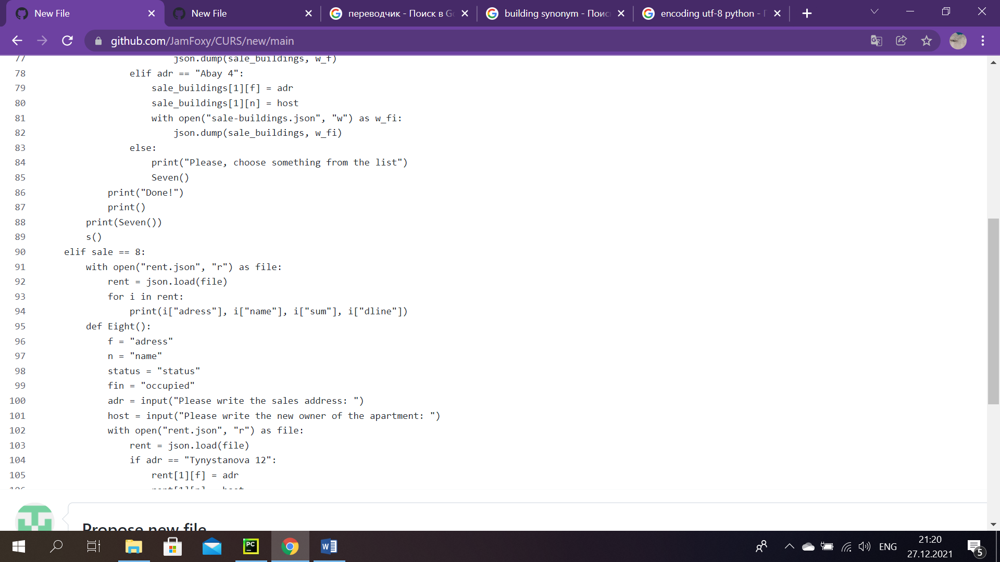 New File
New File
переводчик - Поиск в Go
building synonym - Поис
encoding utf-8 python - П
github.com/JamFoxy/CURS/new/main
77 json.dump(sale_buildings, w_f)
78 elif adr == "Abay 4":
79 sale_buildings[1][f] = adr
80 sale_buildings[1][n] = host
81 with open("sale-buildings.json", "w") as w_fi:
82 json.dump(sale_buildings, w_fi)
83 else:
84 print("Please, choose something from the list")
85 Seven()
86 print("Done!")
87 print()
88 print(Seven())
89 s()
90 elif sale == 8:
91 with open("rent.json", "r") as file:
92 rent = json.load(file)
93 for i in rent:
94 print(i["adress"], i["name"], i["sum"], i["dline"])
95 def Eight():
96 f = "adress"
97 n = "name"
98 status = "status"
99 fin = "occupied"
100 adr = input("Please write the sales address: ")
101 host = input("Please write the new owner of the apartment: ")
102 with open("rent.json", "r") as file:
103 rent = json.load(file)
104 if adr == "Tynystanova 12":
105 rent[1][f] = adr
106 rent[1][n] = host
Propose new file
PC
W
ENG
21:20
27.12.2021
5